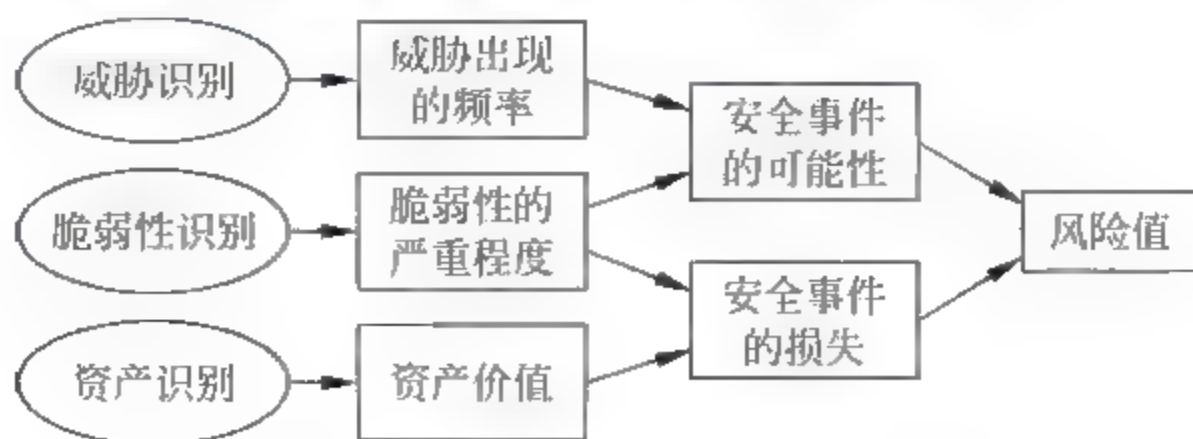 威胁识别
威胁出现
的频率
安全事件
的可能性
脆弱性识别
脆弱性的
严重程度
风险值
安全事件
的损失
资产识别
资产价值